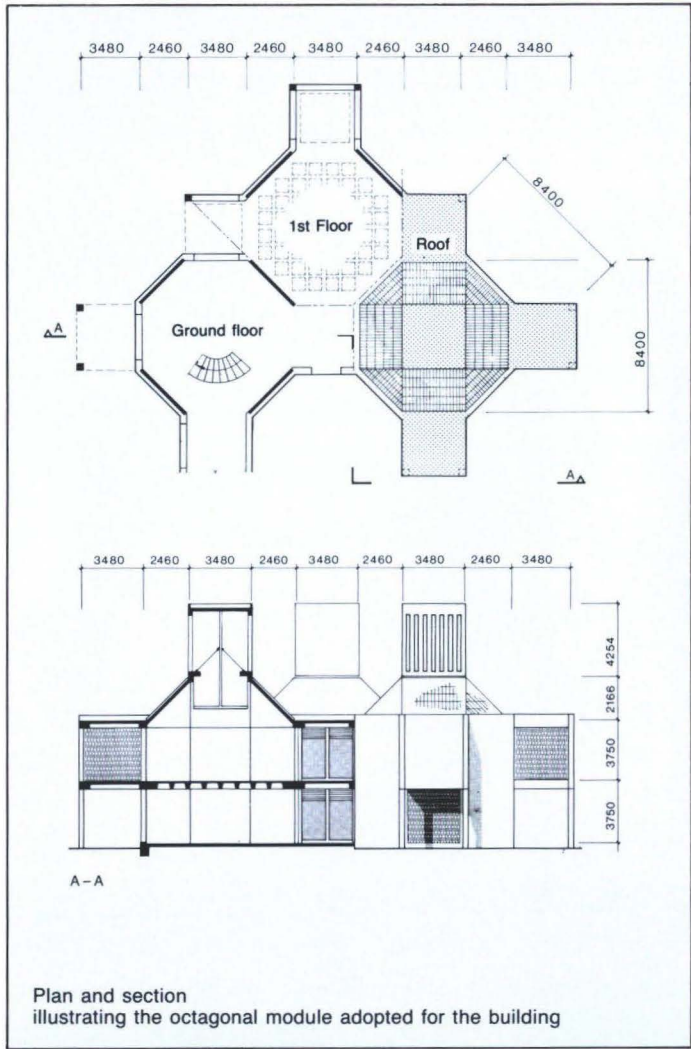 3480 2460 3480 2460 3480 2460 3480 2460 3480
8400
1st Floor
Roof
A
Ground floor
8400
A
3480 2460 3480 2460 3480 2460 3480 2460 3480
4254
2166
3750
3750
A–A
Plan and section
illustrating the octagonal module adopted for the building